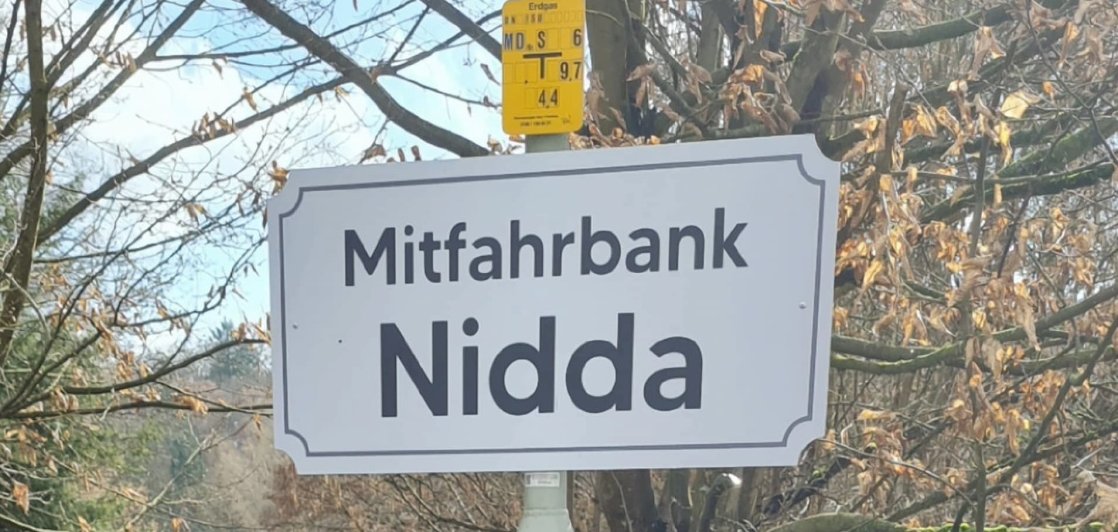 Erdgas
MD S 6
9,7
4,4
Mitfahrbank
Nidda